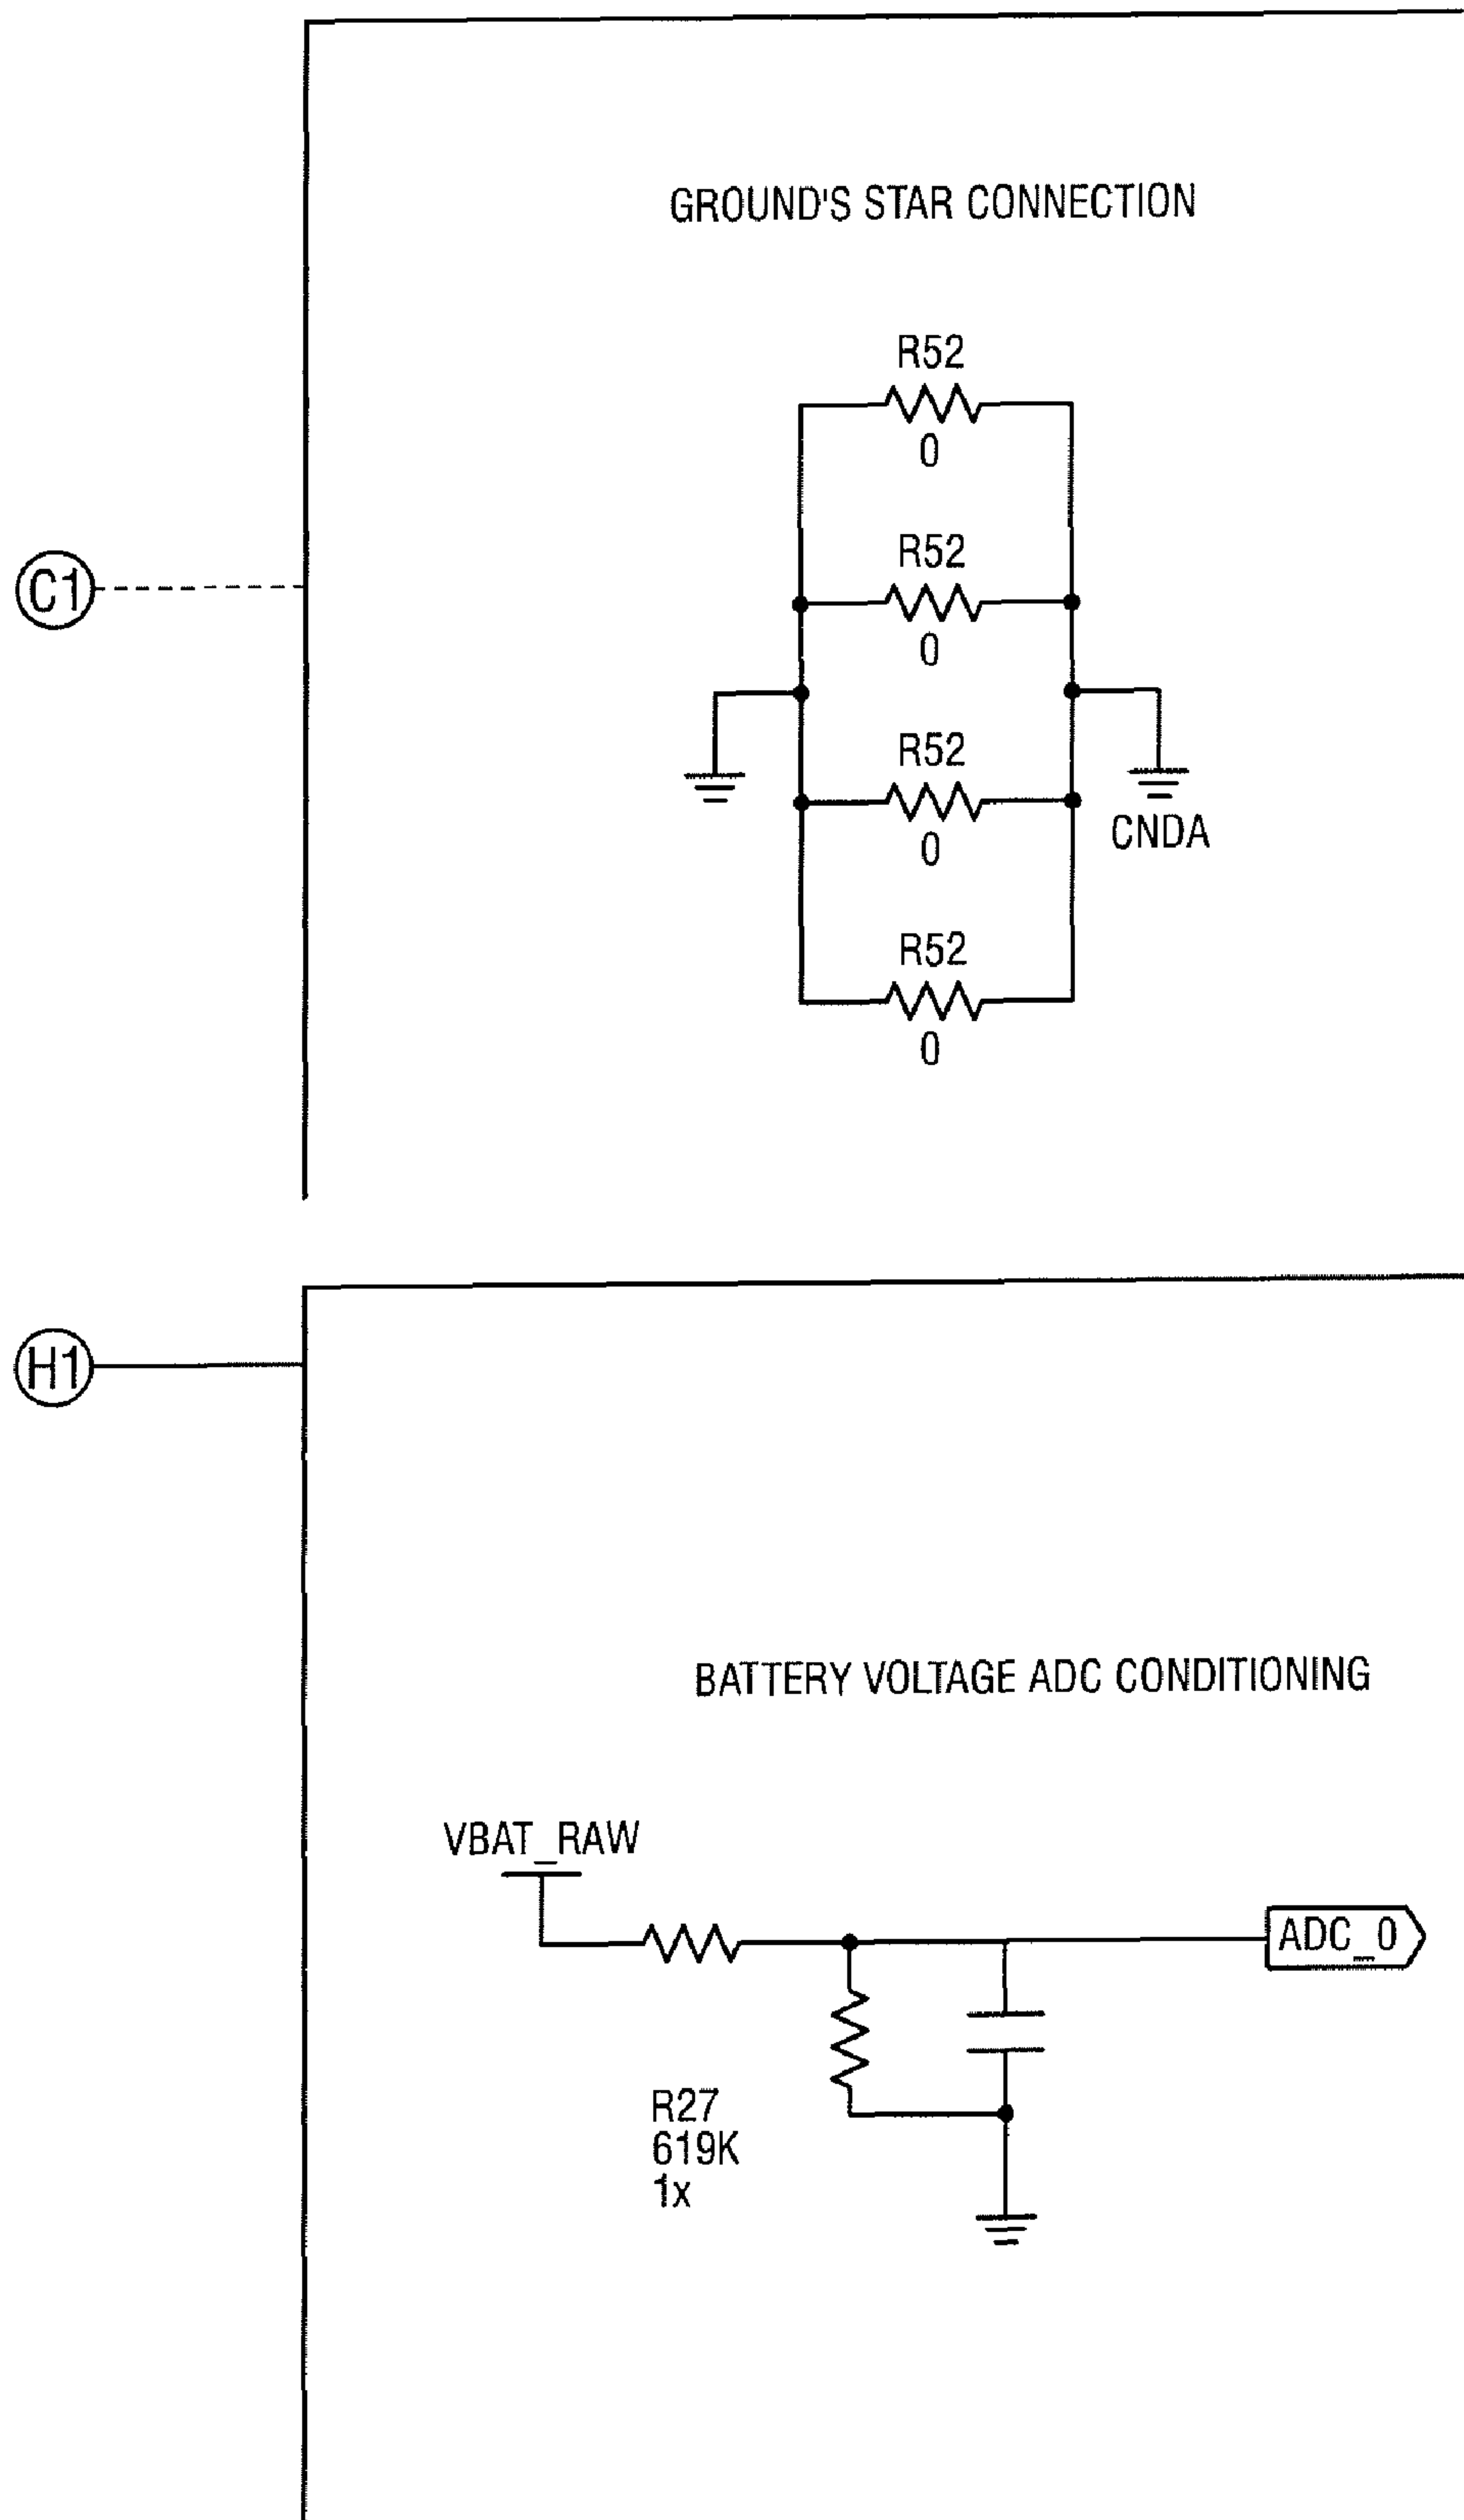 GROUND'S STAR CONNECTION
R52
0
R52
0
C1
R52
0
CNDA
R52
0
H1
BATTERY VOLTAGE ADC CONDITIONING
VBAT_RAW
ADC_0
R27
619K
1x